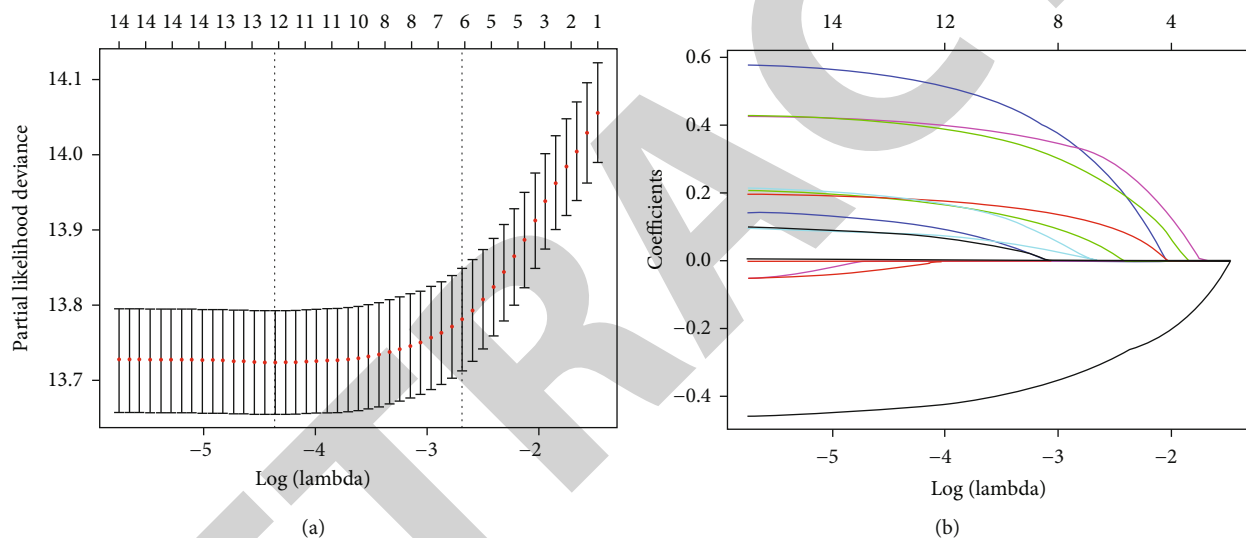 14 14 14 14 13 13 12 11 11 10 8 8 7 6 5 5 3 2 1
14.1
14.0
13.9
13.8
13.7
Partial likelihood deviance
−5 −4 −3 −2
Log (lambda)
(a)
14 12 8 4
0.6
0.4
0.2
0.0
−0.2
−0.4
Coefficients
−5 −4 −3 −2
Log (lambda)
(b)